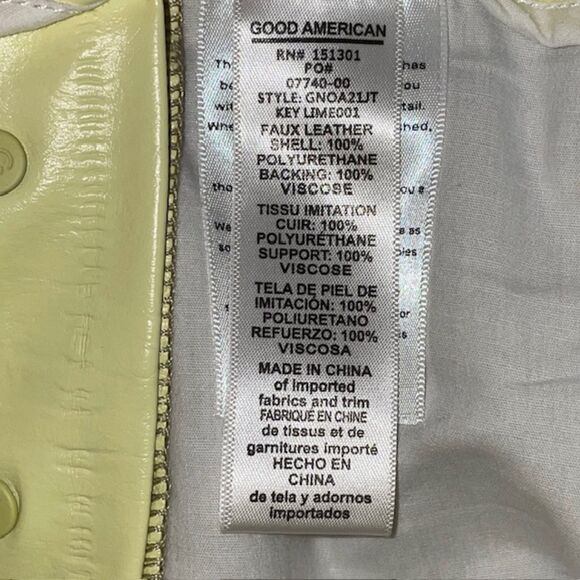 GOOD AMERICAN
RN# 151301
PO#
07740-00
STYLE: GNOA21JT
KEY LIME001
FAUX LEATHER
SHELL: 100%
POLYURETHANE
BACKING: 100%
VISCOSE
TISSU IMITATION
CUIR: 100%
POLYURÉTHANE
SUPPORT: 100%
VISCOSE
TELA DE PIEL DE
IMITACIÓN: 100%
POLIURETANO
REFUERZO: 100%
VISCOSA
MADE IN CHINA
of Imported
fabrics and trim
FABRIQUÉ EN CHINE
de tissus et de
garnitures importé
HECHO EN
CHINA
de tela y adornos
importados